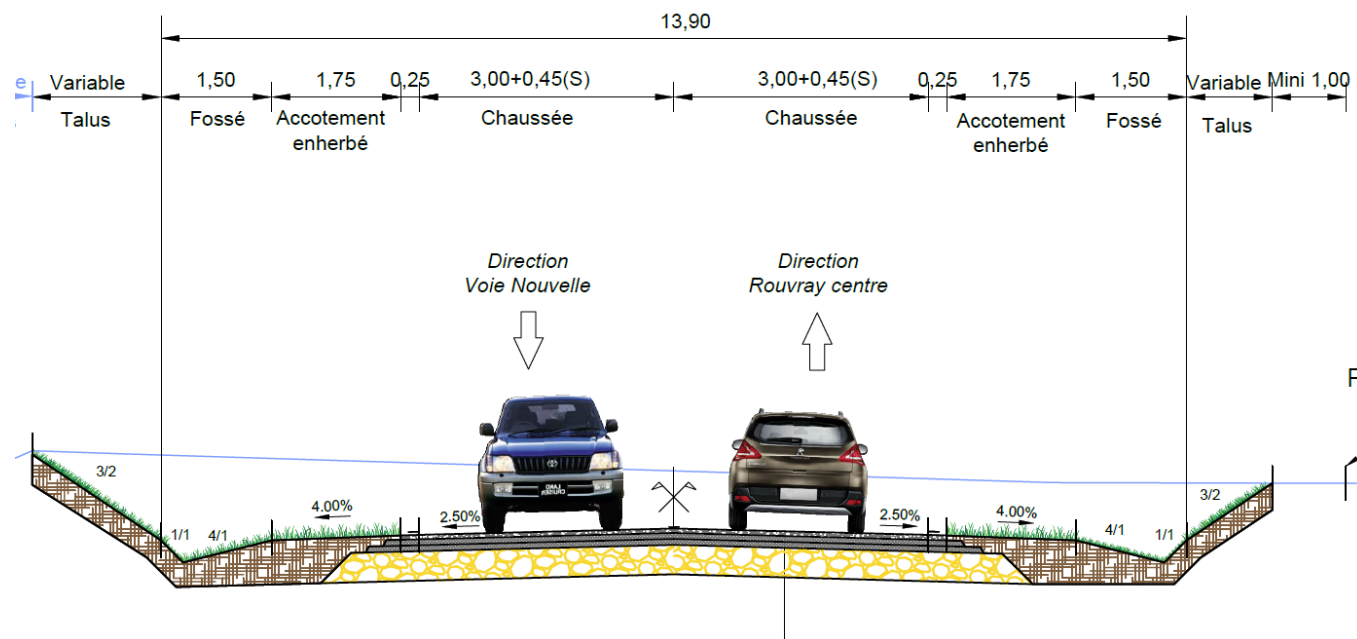 13,90
e
Variable
1,50
1,75
0,25
3,00+0,45(S)
3,00+0,45(S)
0,25
1,75
1,50
Variable
Mini 1,00
Talus
Fossé
Accotement
enherbé
Chaussée
Chaussée
Accotement
enherbé
Fossé
Talus
Direction
Voie Nouvelle
Direction
Rouvray centre
3/2
1/1
4/1
4.00%
2.50%
LAND
CRUISER
2.50%
4.00%
4/1
1/1
3/2